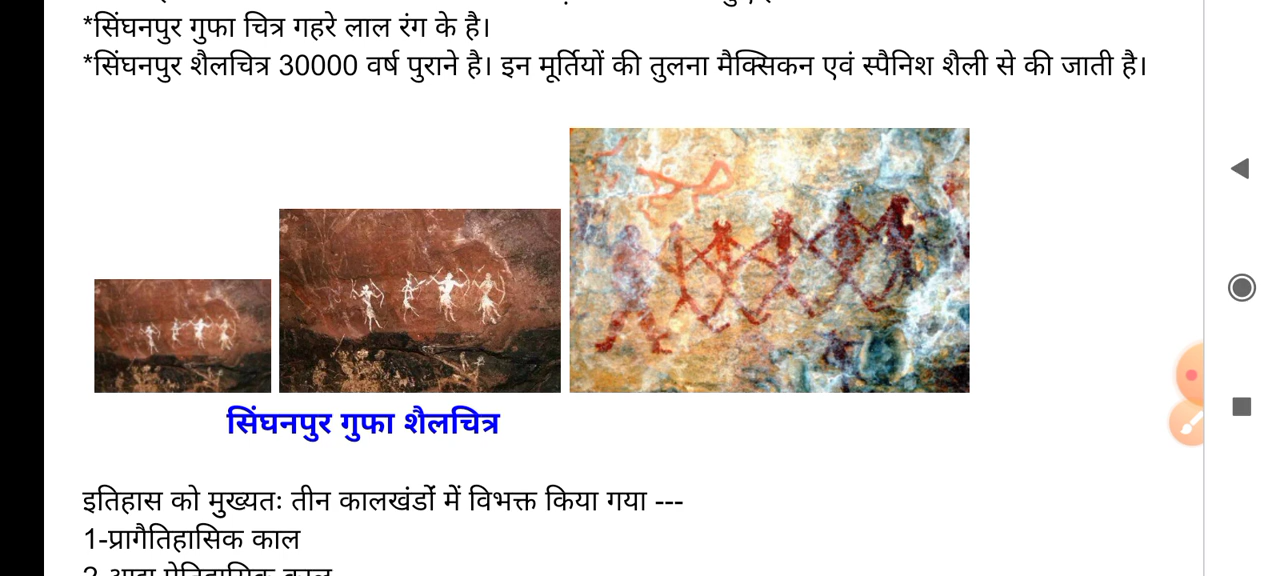 *सिंघनपुर गुफा चित्र गहरे लाल रंग के है।
*सिंघनपुर शैलचित्र 30000 वर्ष पुराने है। इन मूर्तियों की तुलना मैक्सिकन एवं स्पैनिश शैली से की जाती है।
सिंघनपुर गुफा शैलचित्र
इतिहास को मुख्यतः तीन कालखंडों में विभक्त किया गया ---
1-प्रागैतिहासिक काल